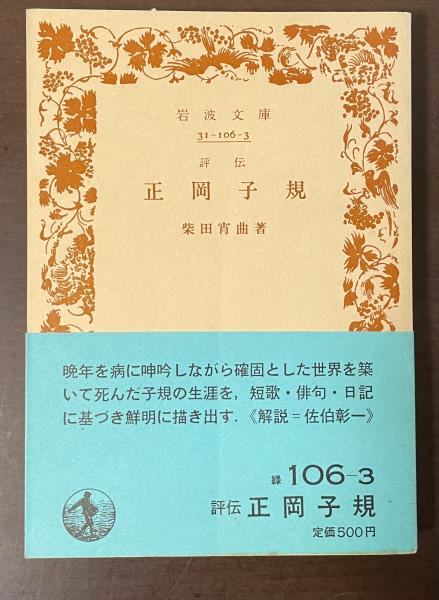 岩波文庫
31-106-3
評伝
正岡子規
柴田宵曲著
晩年を病に呻吟しながら確固とした世界を築
いて死んだ子規の生涯を，短歌・俳句・日記
に基づき鮮明に描き出す．《解説＝佐伯彰一》
緑 106-3
評伝 正岡子規
定価500円